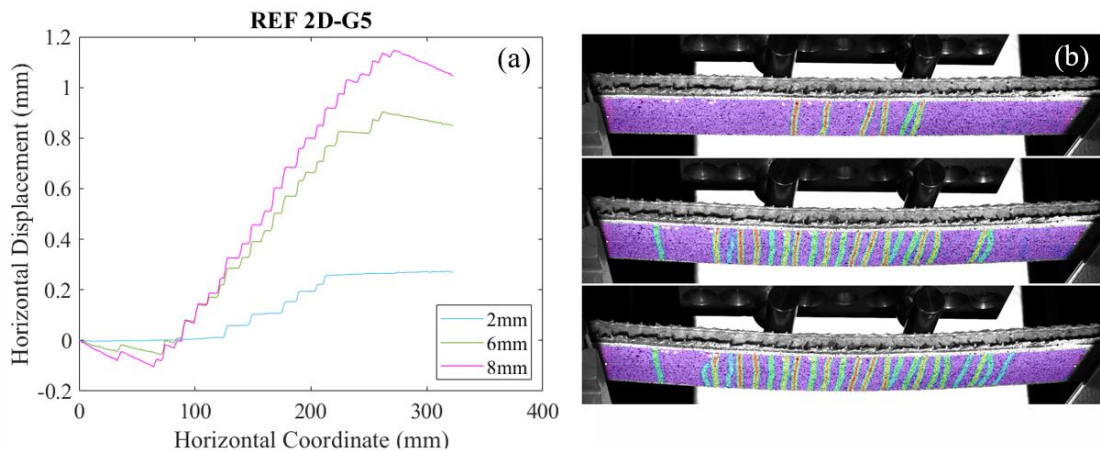 REF 2D-G5
(a)
(b)
1.2
1
0.8
0.6
0.4
0.2
0
-0.2
Horizontal Displacement (mm)
2mm
6mm
8mm
0
100
200
300
400
Horizontal Coordinate (mm)